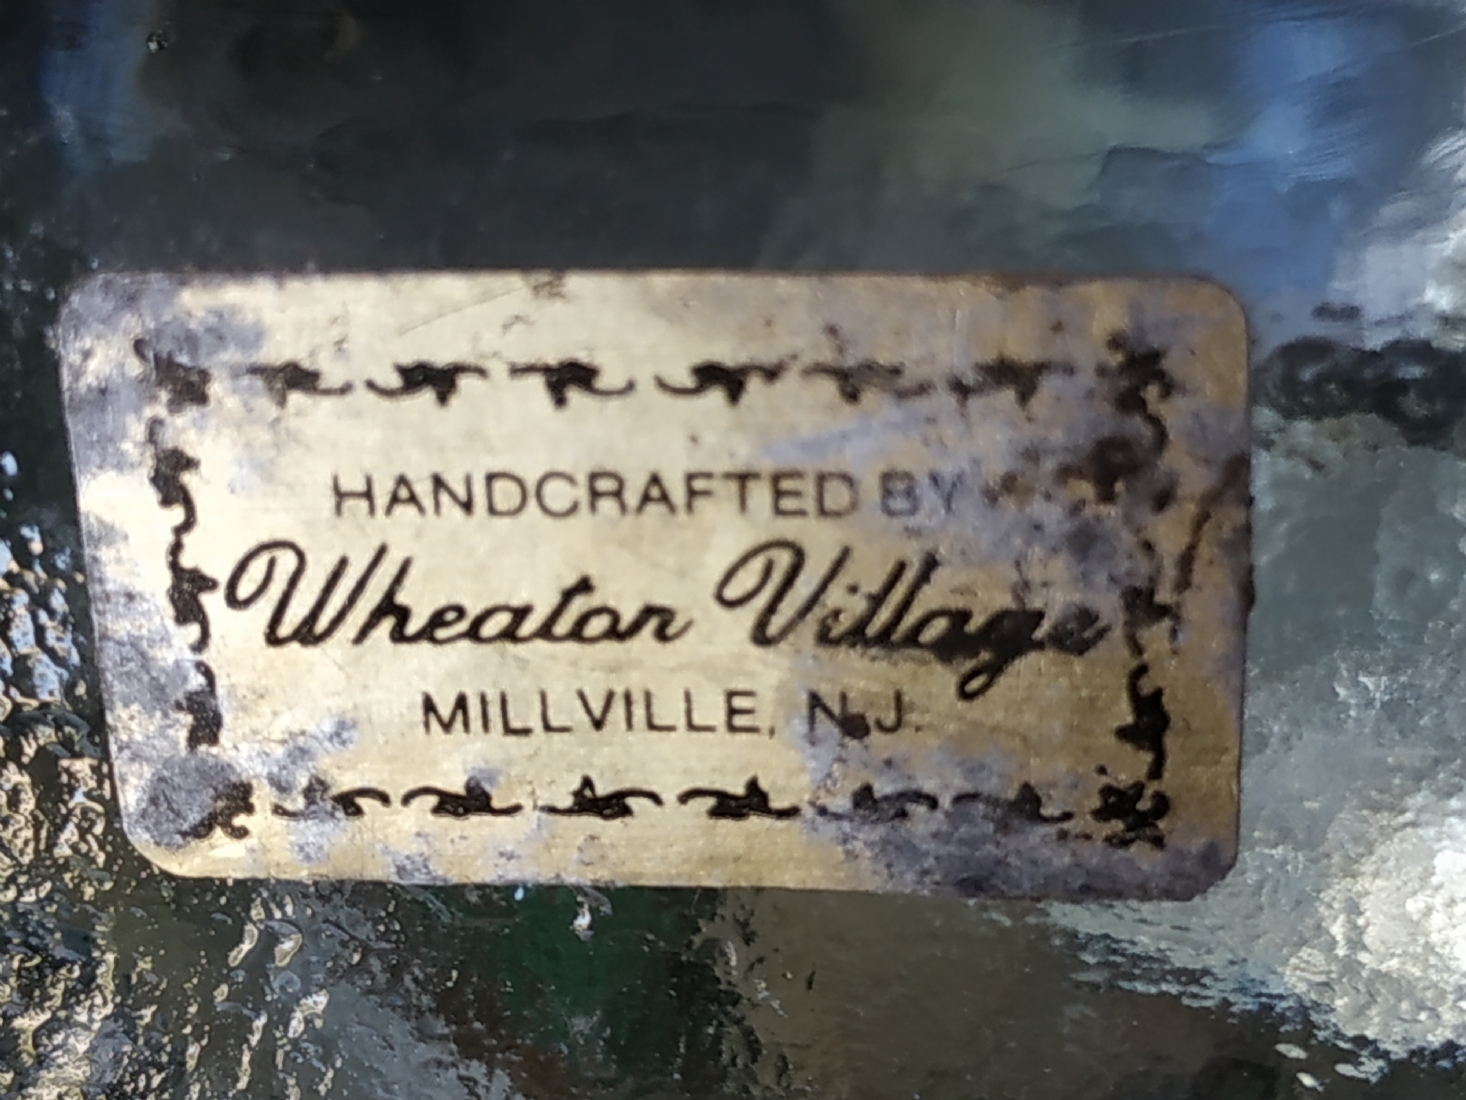 HANDCRAFTED BY
Wheaton Village
MILLVILLE, N.J.